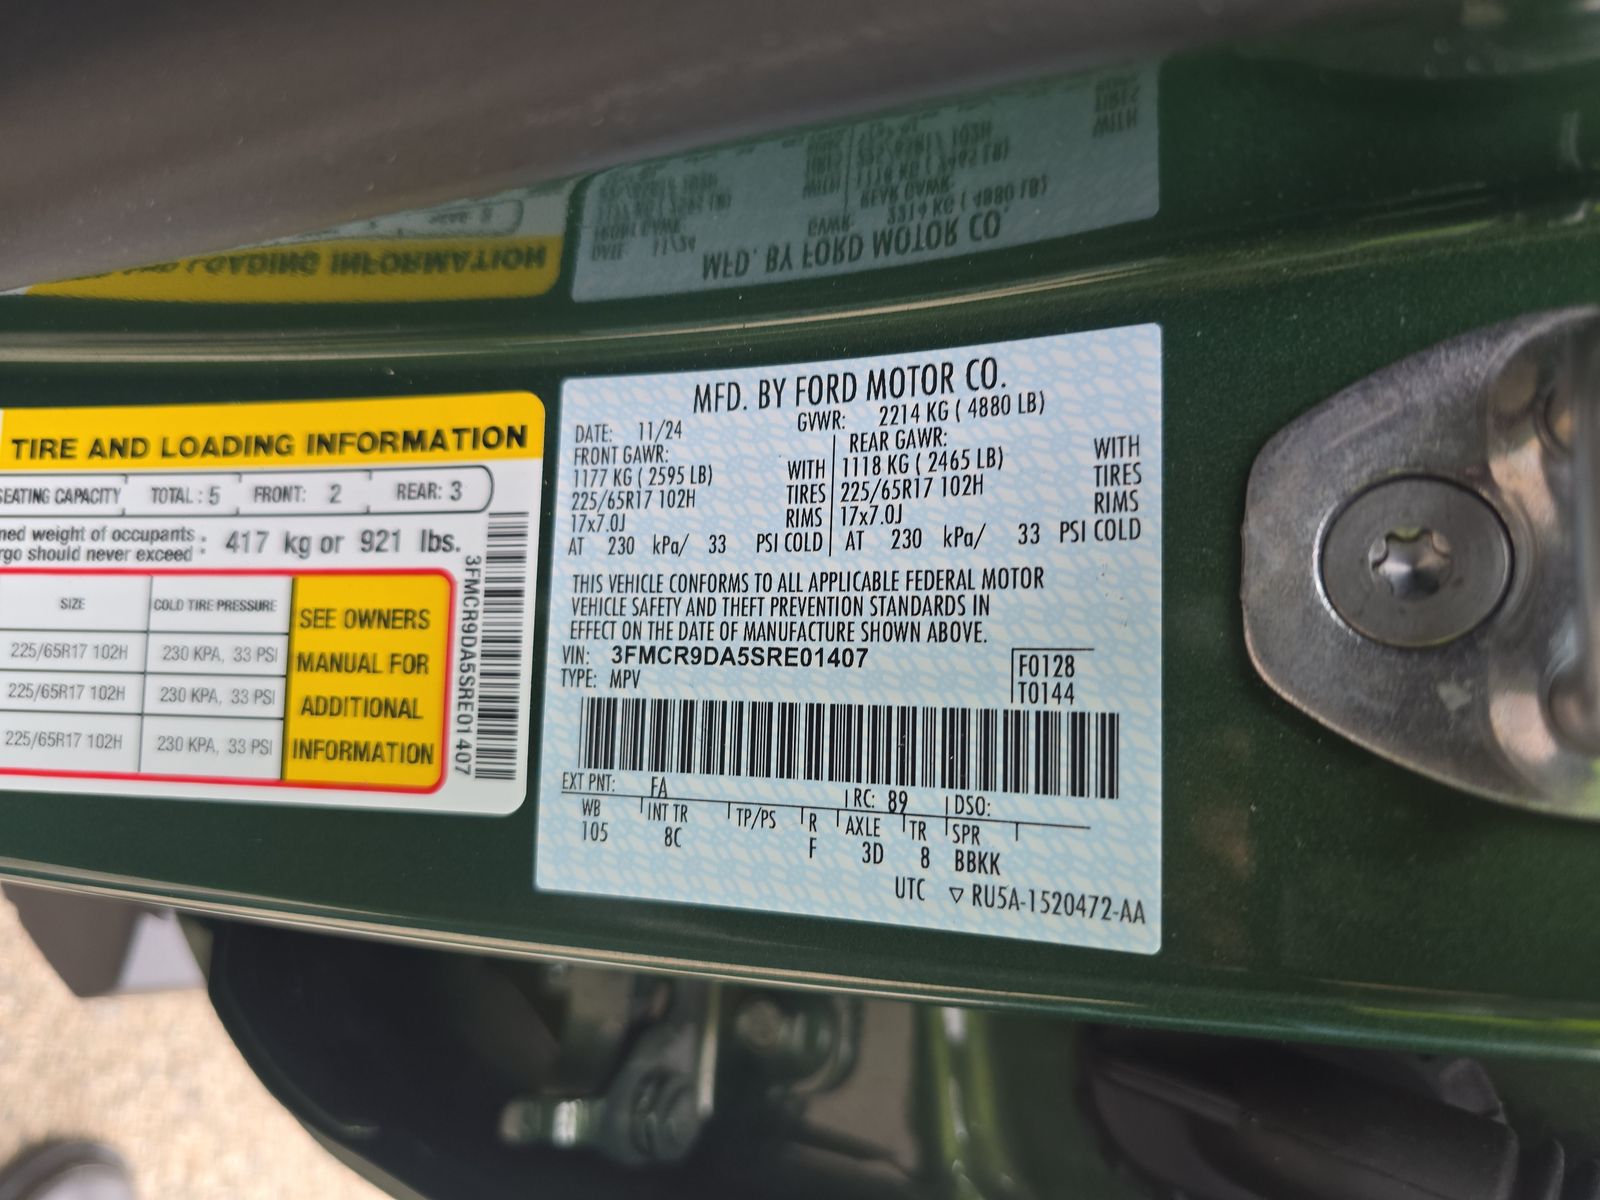 TIRE AND LOADING INFORMATION
SEATING CAPACITY TOTAL : 5 FRONT: 2 REAR: 3
ned weight of occupants : 417 kg or 921 lbs.
rgo should never exceed :
SIZE COLD TIRE PRESSURE
225/65R17 102H 230 KPA, 33 PSI
225/65R17 102H 230 KPA, 33 PSI
225/65R17 102H 230 KPA, 33 PSI
SEE OWNERS
MANUAL FOR
ADDITIONAL
INFORMATION
3FMCR9DA5SRE01407
MFD. BY FORD MOTOR CO.
DATE: 11/24 GVWR: 2214 KG ( 4880 LB)
FRONT GAWR: REAR GAWR:
1177 KG ( 2595 LB) WITH 1118 KG ( 2465 LB) WITH
225/65R17 102H TIRES 225/65R17 102H TIRES
17x7.0J RIMS 17x7.0J RIMS
AT 230 kPa/ 33 PSI COLD AT 230 kPa/ 33 PSI COLD
THIS VEHICLE CONFORMS TO ALL APPLICABLE FEDERAL MOTOR
VEHICLE SAFETY AND THEFT PREVENTION STANDARDS IN
EFFECT ON THE DATE OF MANUFACTURE SHOWN ABOVE.
VIN: 3FMCR9DA5SRE01407 F0128
TYPE: MPV T0144
EXT PNT: FA RC: 89 DSO:
WB INT TR TP/PS R AXLE TR SPR
105 8C F 3D 8 BBKK
UTC ▽ RU5A-1520472-AA